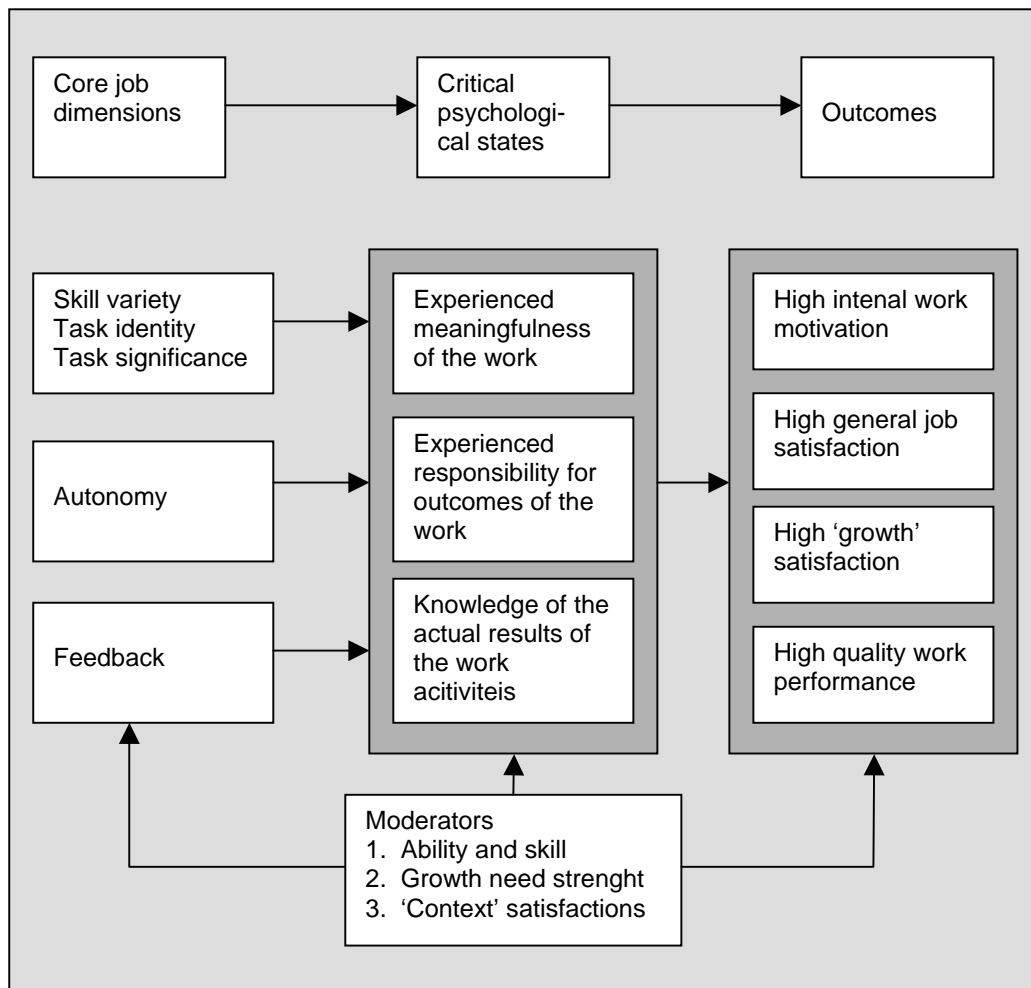 Core job
dimensions
Critical
psychologi-
cal states
Outcomes
Skill variety
Task identity
Task significance
Experienced
meaningfulness
of the work
High intenal work
motivation
Autonomy
Experienced
responsibility for
outcomes of the
work
High general job
satisfaction
High ‘growth’
satisfaction
Feedback
Knowledge of the
actual results of
the work
acitiviteis
High quality work
performance
Moderators
1. Ability and skill
2. Growth need strenght
3. ‘Context’ satisfactions